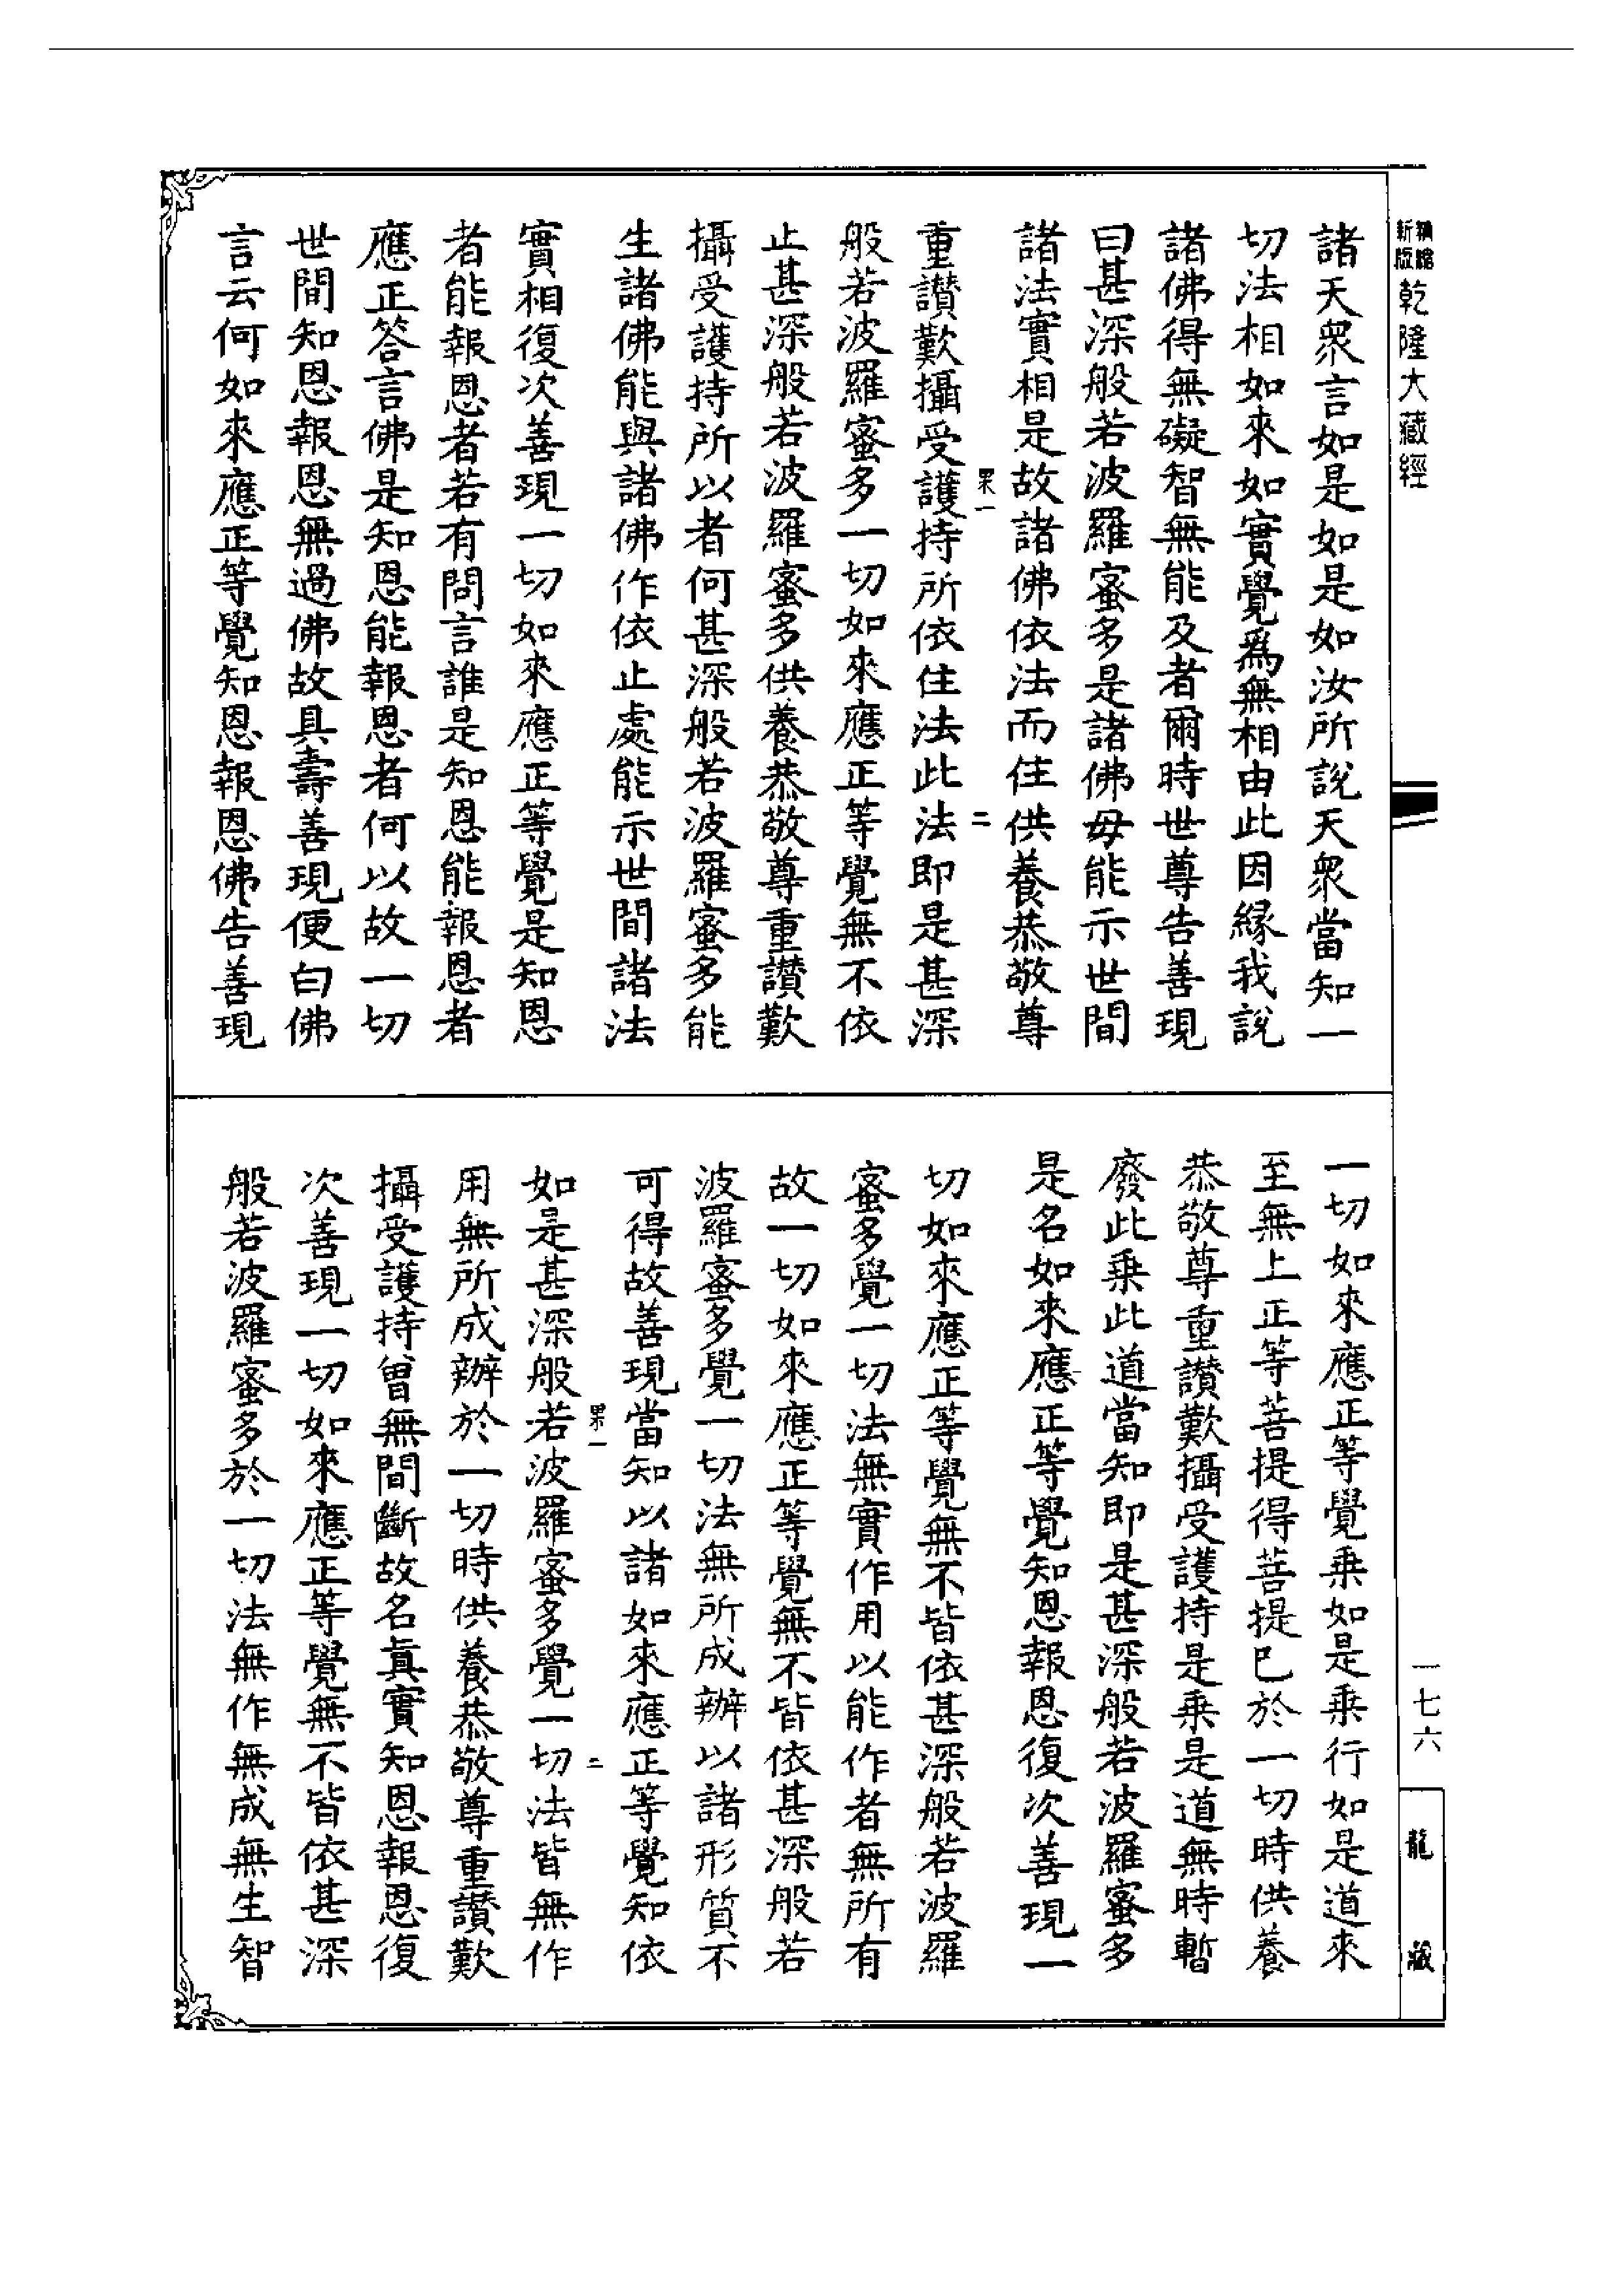 新版精縮乾隆大藏經
諸天衆言如是如是如汝所說天衆當知一
切法相如來如實覺爲無相由此因緣我說
諸佛得無礙智無能及者爾時世尊告善現
曰甚深般若波羅蜜多是諸佛母能示世間
諸法實相是故諸佛依法而住供養恭敬尊
果一 二
重讚歎攝受護持所依住法此法即是甚深
般若波羅蜜多一切如來應正等覺無不依
止甚深般若波羅蜜多供養恭敬尊重讚歎
攝受護持所以者何甚深般若波羅蜜多能
生諸佛能與諸佛作依止處能示世間諸法
實相復次善現一切如來應正等覺是知恩
者能報恩者若有問言誰是知恩能報恩者
應正答言佛是知恩能報恩者何以故一切
世間知恩報恩無過佛故具壽善現便白佛
言云何如來應正等覺知恩報恩佛告善現
一切如來應正等覺乘如是乘行如是道來
至無上正等菩提得菩提已於一切時供養
恭敬尊重讚歎攝受護持是乘是道無時暫
廢此乘此道當知即是甚深般若波羅蜜多
是名如來應正等覺知恩報恩復次善現一
切如來應正等覺無不皆依甚深般若波羅
蜜多覺一切法無實作用以能作者無所有
故一切如來應正等覺無不皆依甚深般若
波羅蜜多覺一切法無所成辦以諸形質不
可得故善現當知以諸如來應正等覺知依
果一 二
如是甚深般若波羅蜜多覺一切法皆無作
用無所成辦於一切時供養恭敬尊重讚歎
攝受護持曾無間斷故名真實知恩報恩復
次善現一切如來應正等覺無不皆依甚深
般若波羅蜜多於一切法無作無成無生智
一七六
龍藏